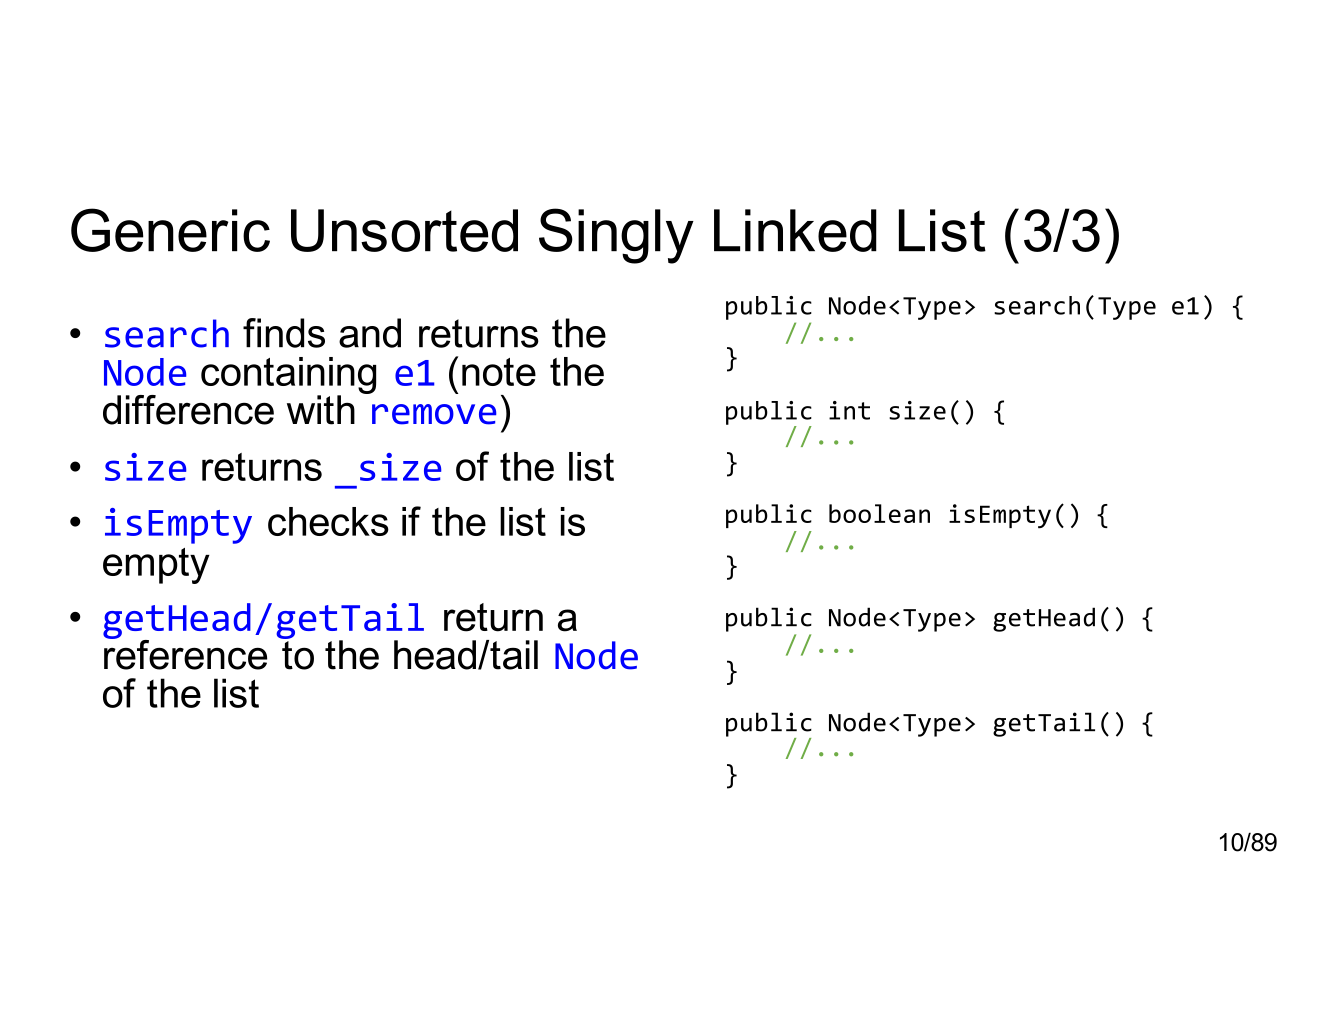 Generic Unsorted Singly Linked List (3/3)
• search finds and returns the
Node containing e1 (note the
difference with remove)
• size returns _size of the list
• isEmpty checks if the list is
empty
• getHead/getTail return a
reference to the head/tail Node
of the list
public Node<Type> search(Type e1) {
    //...
}
public int size() {
    //...
}
public boolean isEmpty() {
    //...
}
public Node<Type> getHead() {
    //...
}
public Node<Type> getTail() {
    //...
}
10/89